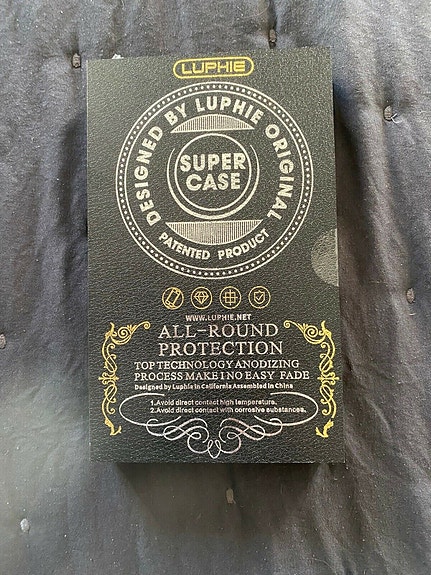 LUPHIE
DESIGNED BY LUPHIE ORIGINAL
SUPER
CASE
PATENTED PRODUCT
WWW.LUPHIE.NET
ALL-ROUND
PROTECTION
TOP TECHNOLOGY ANODIZING
PROCESS MAKE I NO EASY FADE
Designed by Luphie in California Assembled in China
1.Avoid direct contact high temperature.
2.Avoid direct contact with corrosive substances.